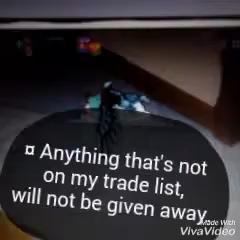 ¤ Anything that's not
on my trade list,
will not be given away
Made With
VivaVideo